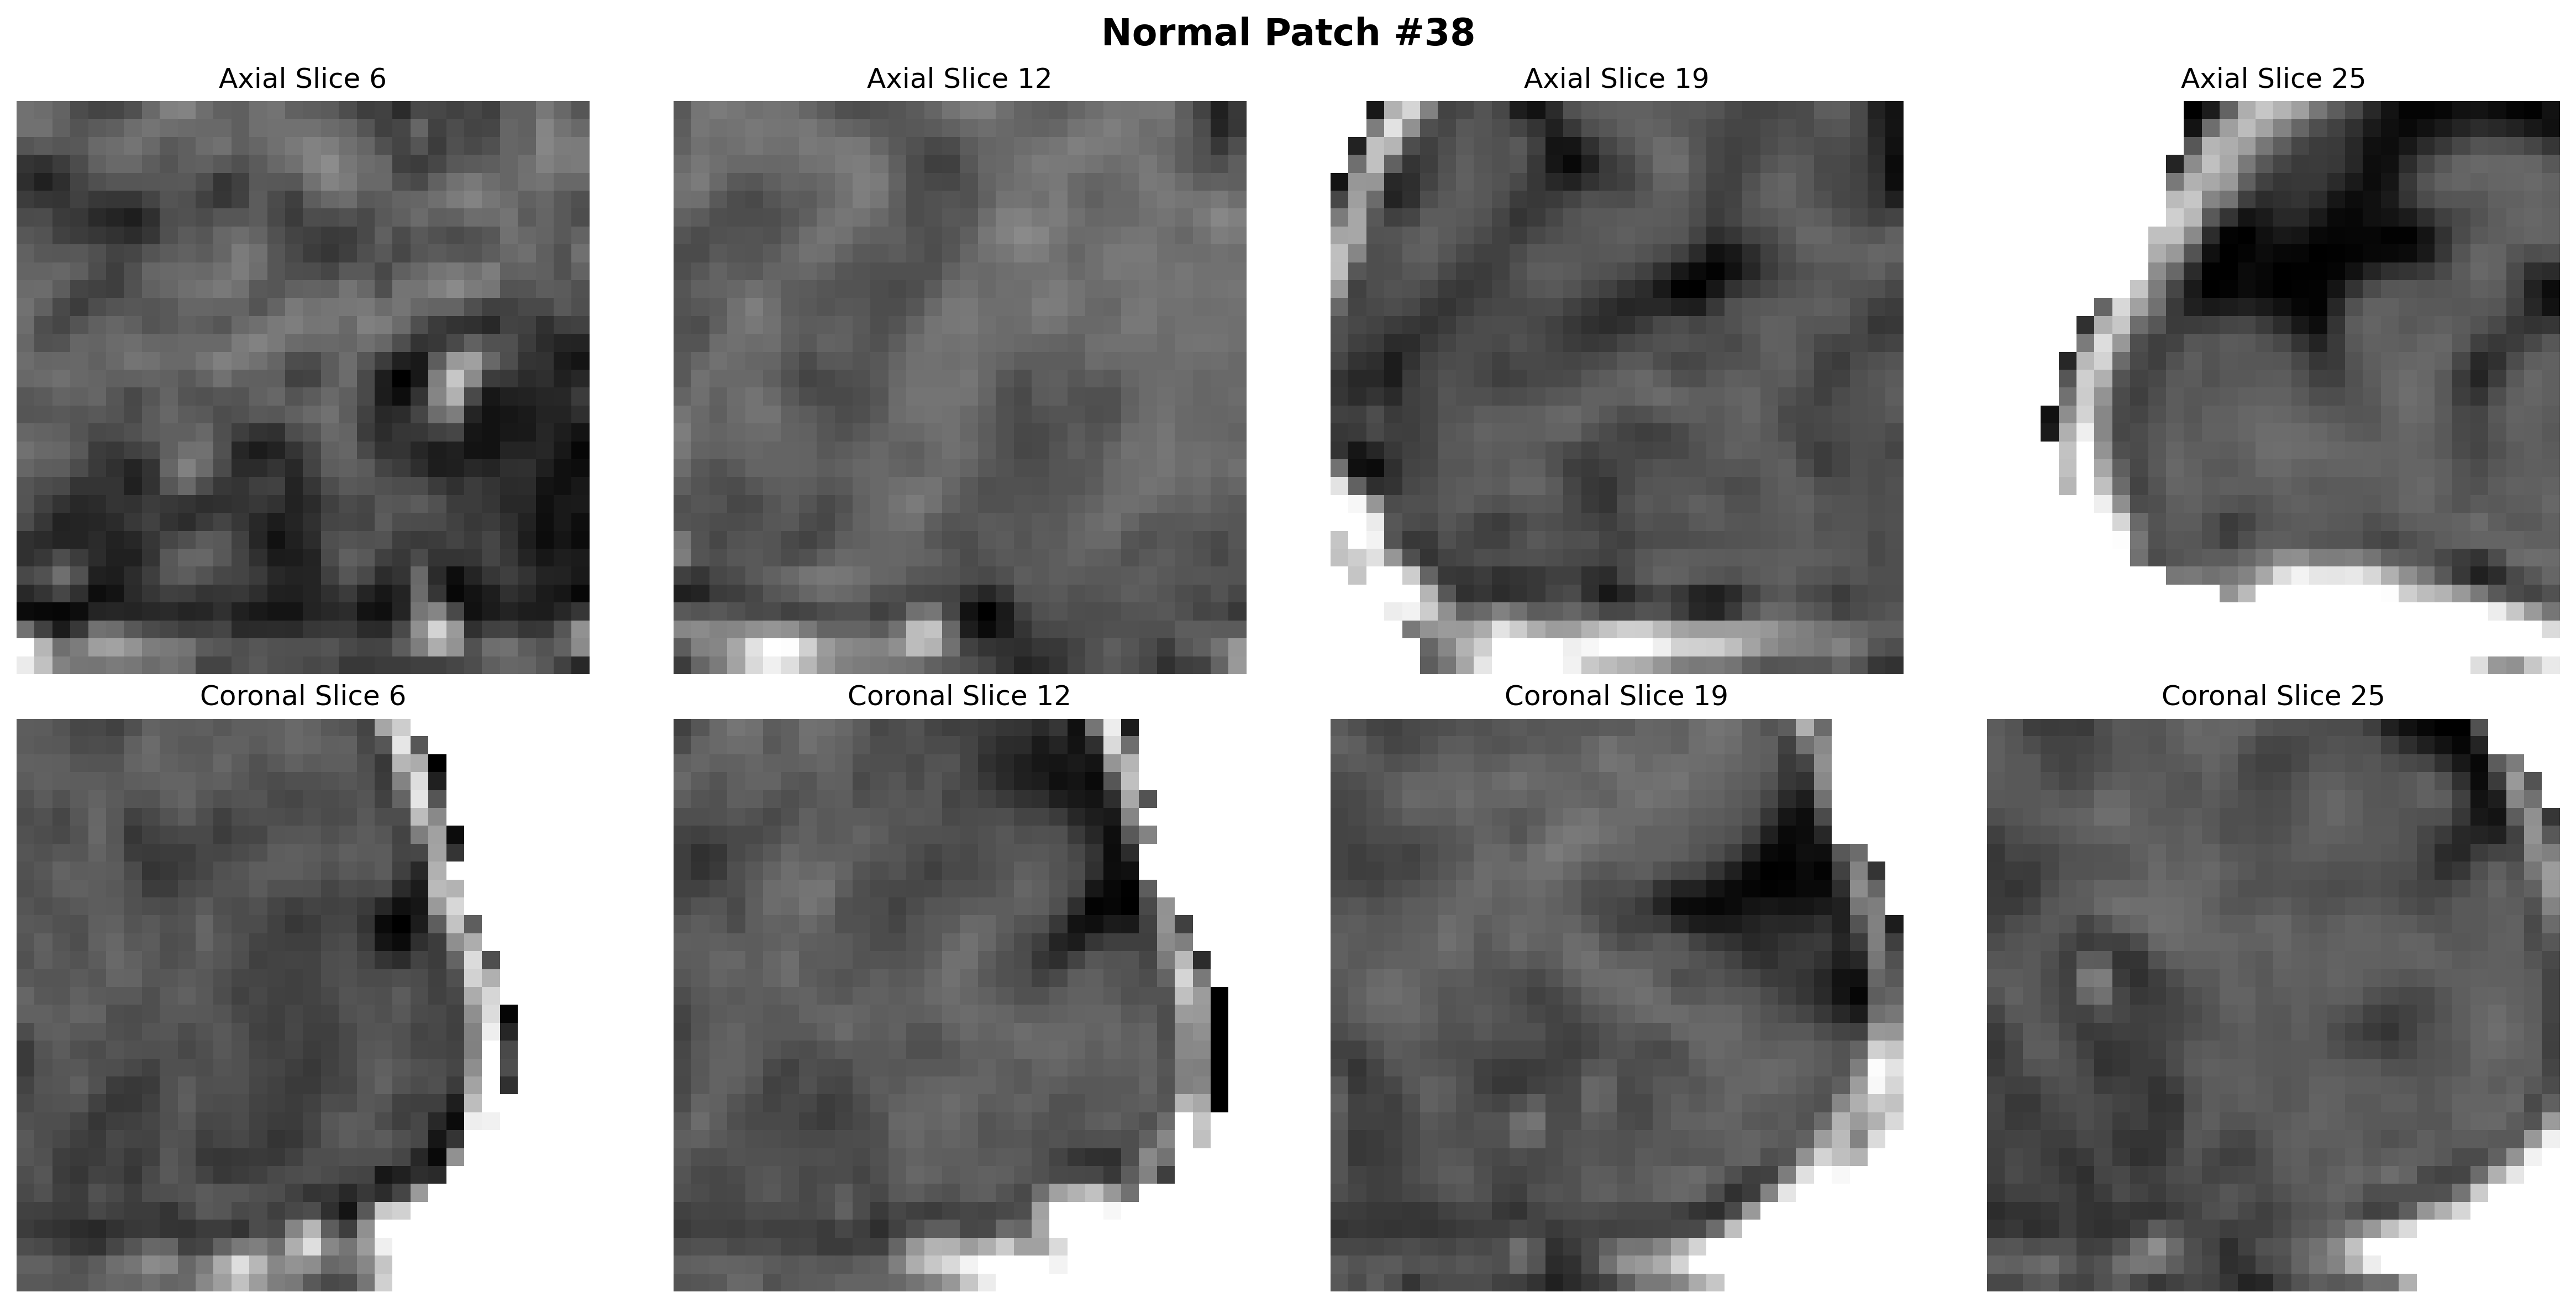 Normal Patch #38
Axial Slice 6
Axial Slice 12
Axial Slice 19
Axial Slice 25
Coronal Slice 6
Coronal Slice 12
Coronal Slice 19
Coronal Slice 25